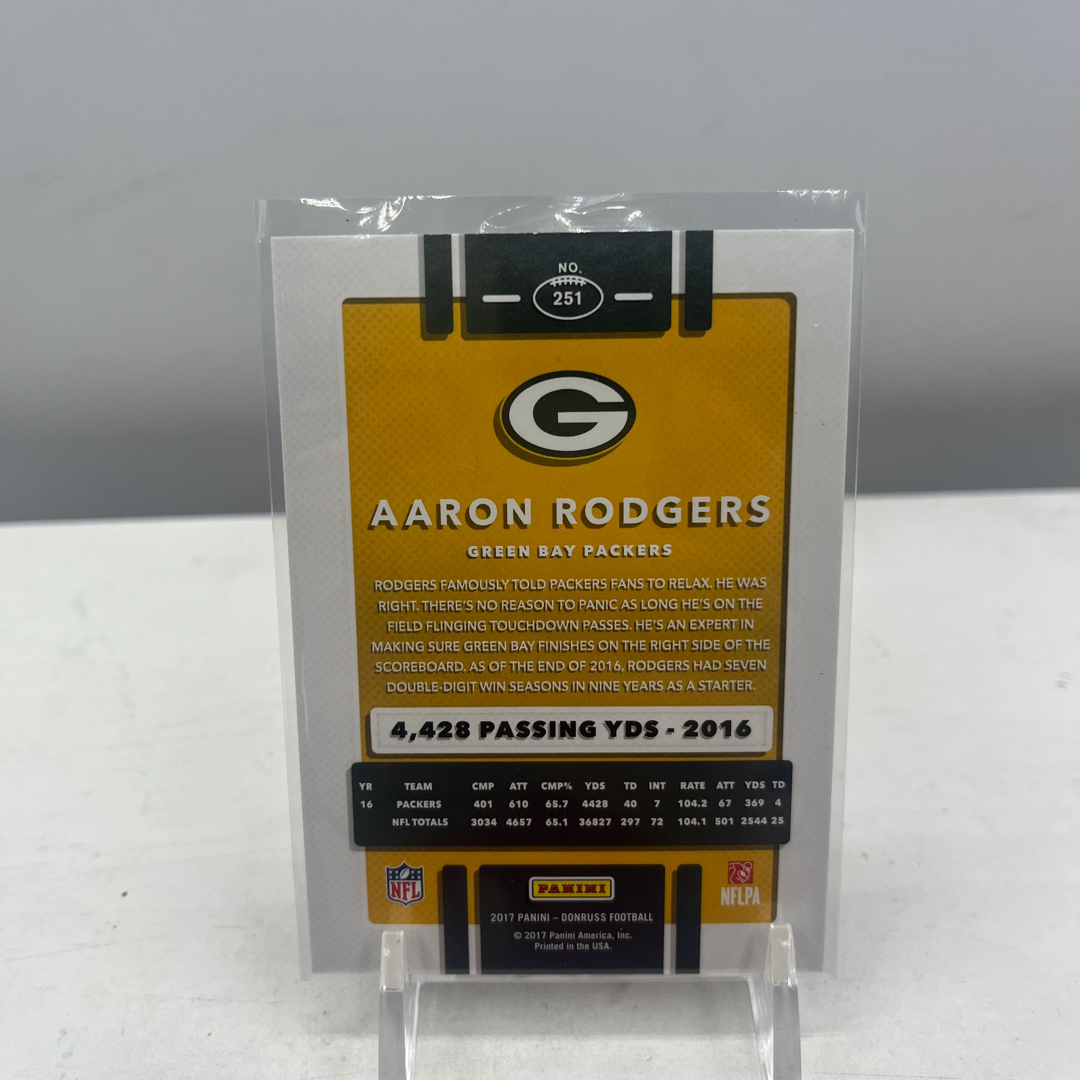 NO.
251
G
AARON RODGERS
GREEN BAY PACKERS
RODGERS FAMOUSLY TOLD PACKERS FANS TO RELAX. HE WAS
RIGHT. THERE'S NO REASON TO PANIC AS LONG HE'S ON THE
FIELD FLINGING TOUCHDOWN PASSES. HE'S AN EXPERT IN
MAKING SURE GREEN BAY FINISHES ON THE RIGHT SIDE OF THE
SCOREBOARD. AS OF THE END OF 2016, RODGERS HAD SEVEN
DOUBLE-DIGIT WIN SEASONS IN NINE YEARS AS A STARTER.
4,428 PASSING YDS - 2016
YR TEAM CMP ATT CMP% YDS TD INT RATE ATT YDS TD
16 PACKERS 401 610 65.7 4428 40 7 104.2 67 369 4
NFL TOTALS 3034 4657 65.1 36827 297 72 104.1 501 2544 25
NFL
PANINI
NFLPA
2017 PANINI – DONRUSS FOOTBALL
© 2017 Panini America, Inc.
Printed in the USA.